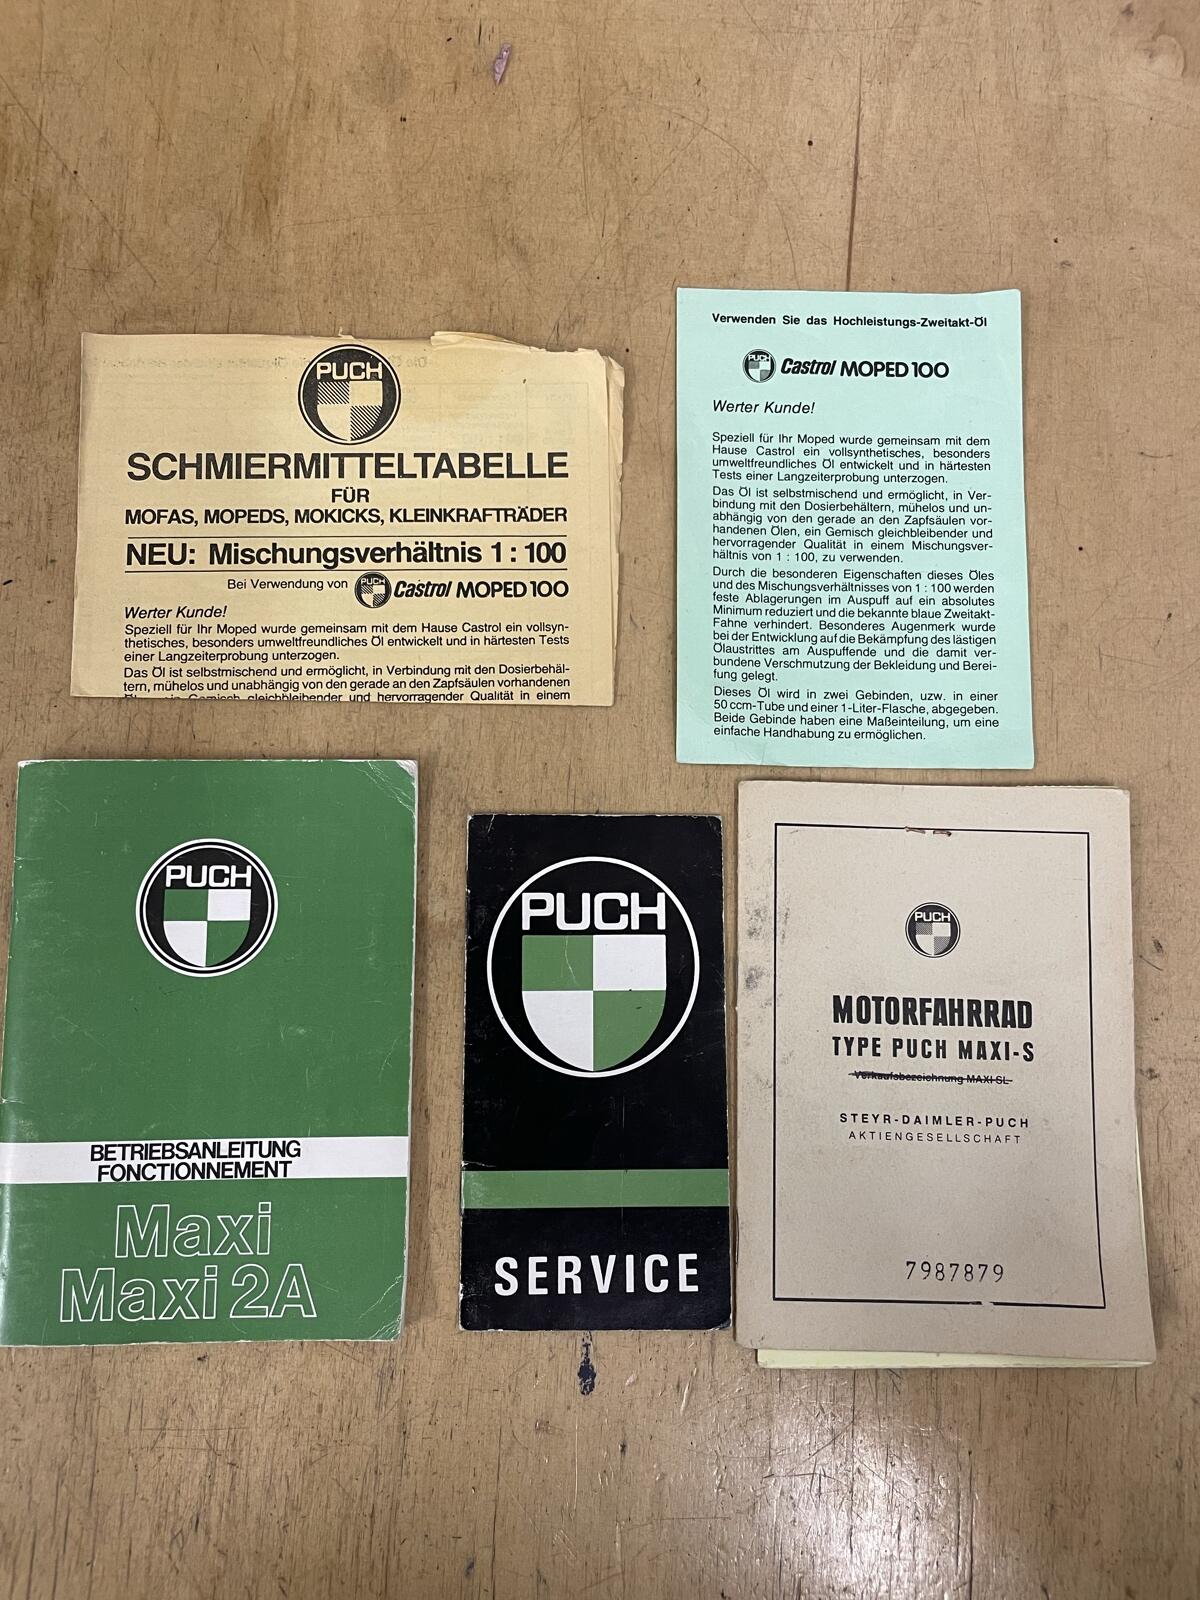 PUCH
SCHMIERMITTELTABELLE
FÜR
MOFAS, MOPEDS, MOKICKS, KLEINKRAFTRÄDER
NEU: Mischungsverhältnis 1 : 100
Bei Verwendung von PUCH Castrol MOPED 100
Werter Kunde!
Speziell für Ihr Moped wurde gemeinsam mit dem Hause Castrol ein vollsyn-
thetisches, besonders umweltfreundliches Öl entwickelt und in härtesten Tests
einer Langzeiterprobung unterzogen.
Das Öl ist selbstmischend und ermöglicht, in Verbindung mit den Dosierbehäl-
tern, mühelos und unabhängig von den gerade an den Zapfsäulen vorhandenen
Gemisch gleichbleibender und hervorragender Qualität in einem
Verwenden Sie das Hochleistungs-Zweitakt-Öl
PUCH Castrol MOPED 100
Werter Kunde!
Speziell für Ihr Moped wurde gemeinsam mit dem
Hause Castrol ein vollsynthetisches, besonders
umweltfreundliches Öl entwickelt und in härtesten
Tests einer Langzeiterprobung unterzogen.
Das Öl ist selbstmischend und ermöglicht, in Ver-
bindung mit den Dosierbehältern, mühelos und un-
abhängig von den gerade an den Zapfsäulen vor-
handenen Ölen, ein Gemisch gleichbleibender und
hervorragender Qualität in einem Mischungsver-
hältnis von 1 : 100, zu verwenden.
Durch die besonderen Eigenschaften dieses Öles
und des Mischungsverhältnisses von 1 : 100 werden
feste Ablagerungen im Auspuff auf ein absolutes
Minimum reduziert und die bekannte blaue Zweitakt-
Fahne verhindert. Besonderes Augenmerk wurde
bei der Entwicklung auf die Bekämpfung des lästigen
Ölaustrittes am Auspuffende und die damit ver-
bundene Verschmutzung der Bekleidung und Berei-
fung gelegt.
Dieses Öl wird in zwei Gebinden, uzw. in einer
50 ccm-Tube und einer 1-Liter-Flasche, abgegeben.
Beide Gebinde haben eine Maßeinteilung, um eine
einfache Handhabung zu ermöglichen.
PUCH
BETRIEBSANLEITUNG
FONCTIONNEMENT
Maxi
Maxi 2A
PUCH
SERVICE
PUCH
MOTORFAHRRAD
TYPE PUCH MAXI-S
Verkaufsbezeichnung MAXI SL
STEYR-DAIMLER-PUCH
AKTIENGESELLSCHAFT
7987879